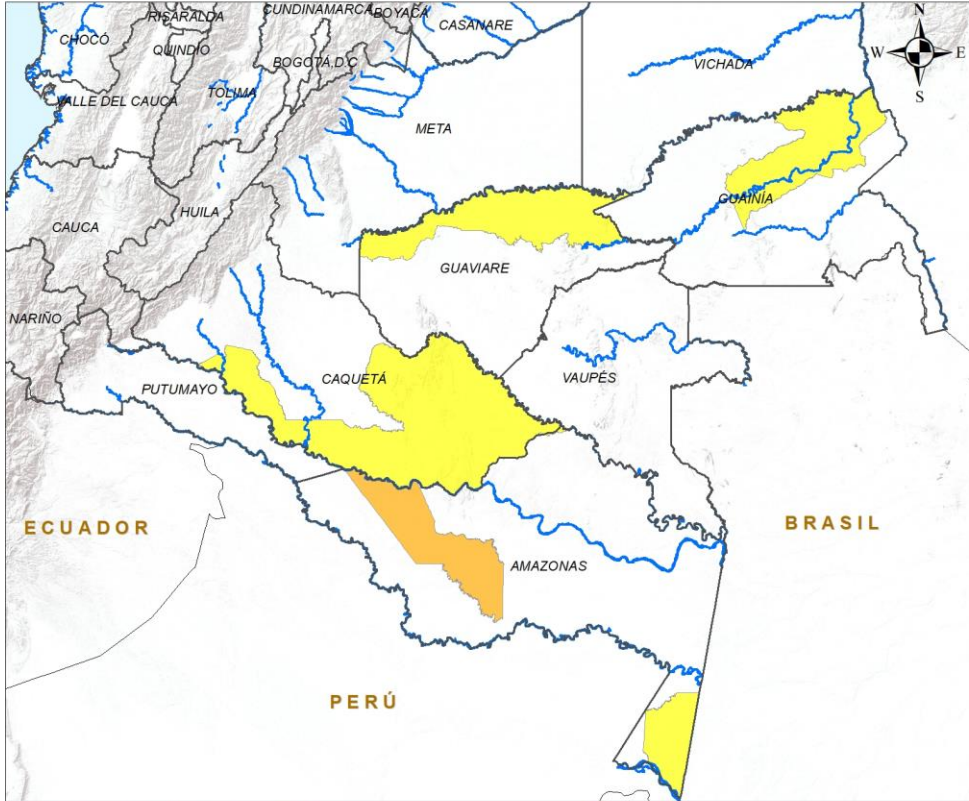 RISARALDA
CUNDINAMARCA
BOYACÁ
CASANARE
N
CHOCÓ
QUINDIO
BOGOTÁ,D.C
VICHADA
W
E
S
VALLE DEL CAUCA
TOLIMA
META
GUAINÍA
HUILA
CAUCA
GUAVIARE
NARIÑO
CAQUETÁ
VAUPÉS
PUTUMAYO
ECUADOR
BRASIL
AMAZONAS
PERÚ